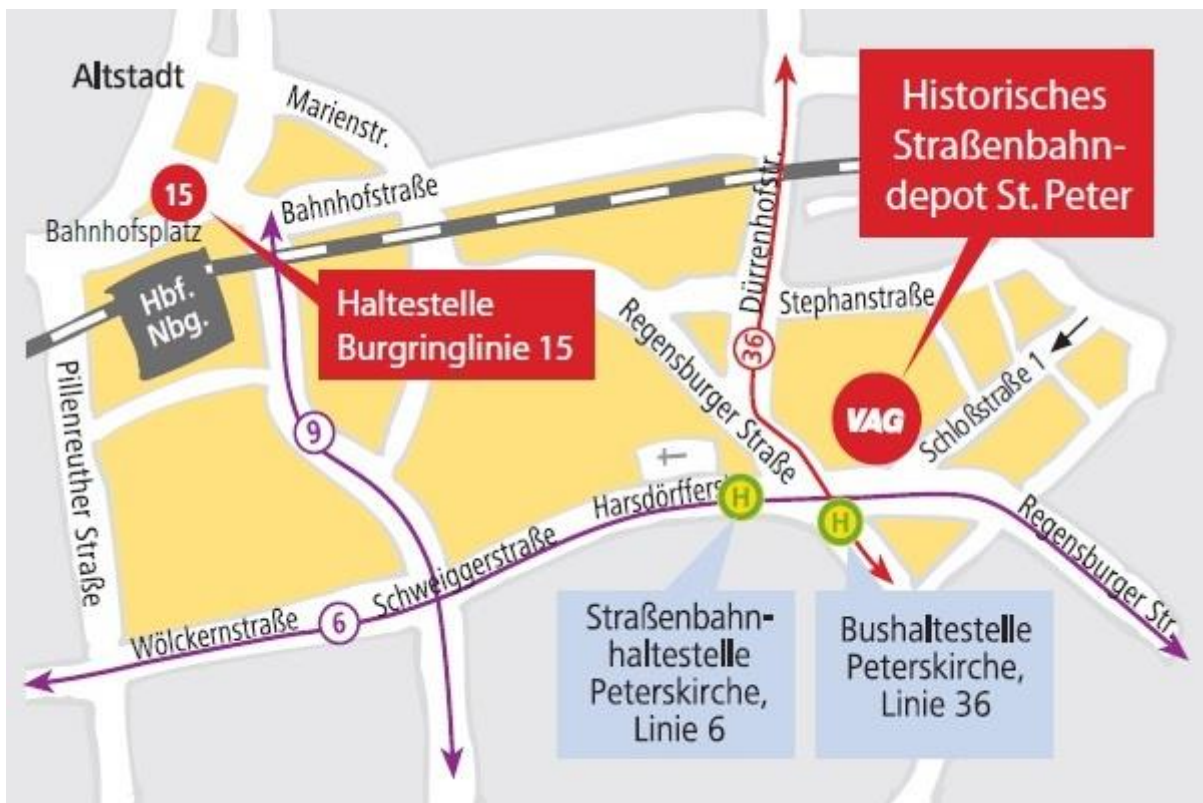 Altstadt
Marienstr.
15
Bahnhofsplatz
Bahnhofstraße
Hbf.
Nbg.
Haltestelle
Burgringlinie 15
Pillenreuther Straße
9
Regensburger Straße
Dürrenhofstr.
36
Historisches
Straßenbahn-
depot St. Peter
Stephanstraße
VAG
Schloßstraße 1
Harsdörfferst
H
H
Regensburger Str.
Schweiggerstraße
6
Wölckernstraße
Straßenbahn-
haltestelle
Peterskirche,
Linie 6
Bushaltestelle
Peterskirche,
Linie 36